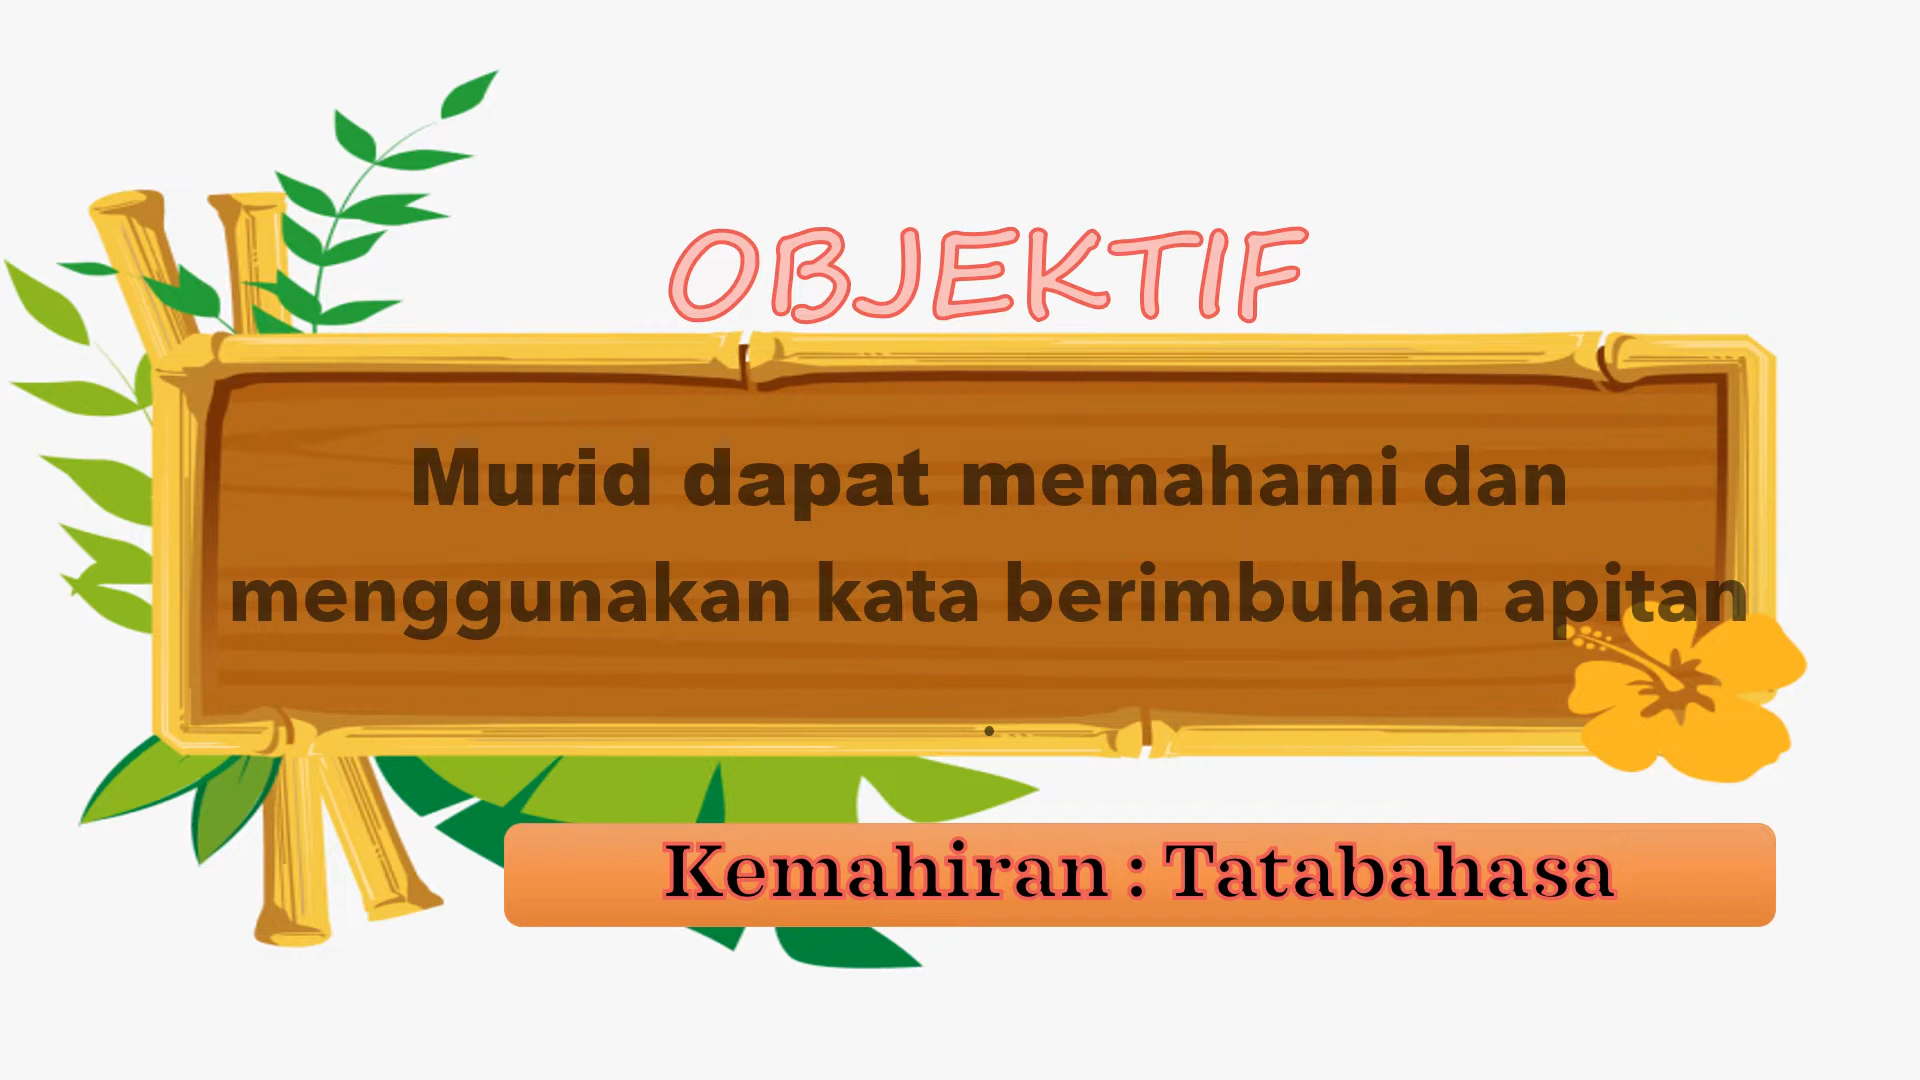 OBJEKTIF
Murid dapat memahami dan
menggunakan kata berimbuhan apitan
.
Kemahiran : Tatabahasa